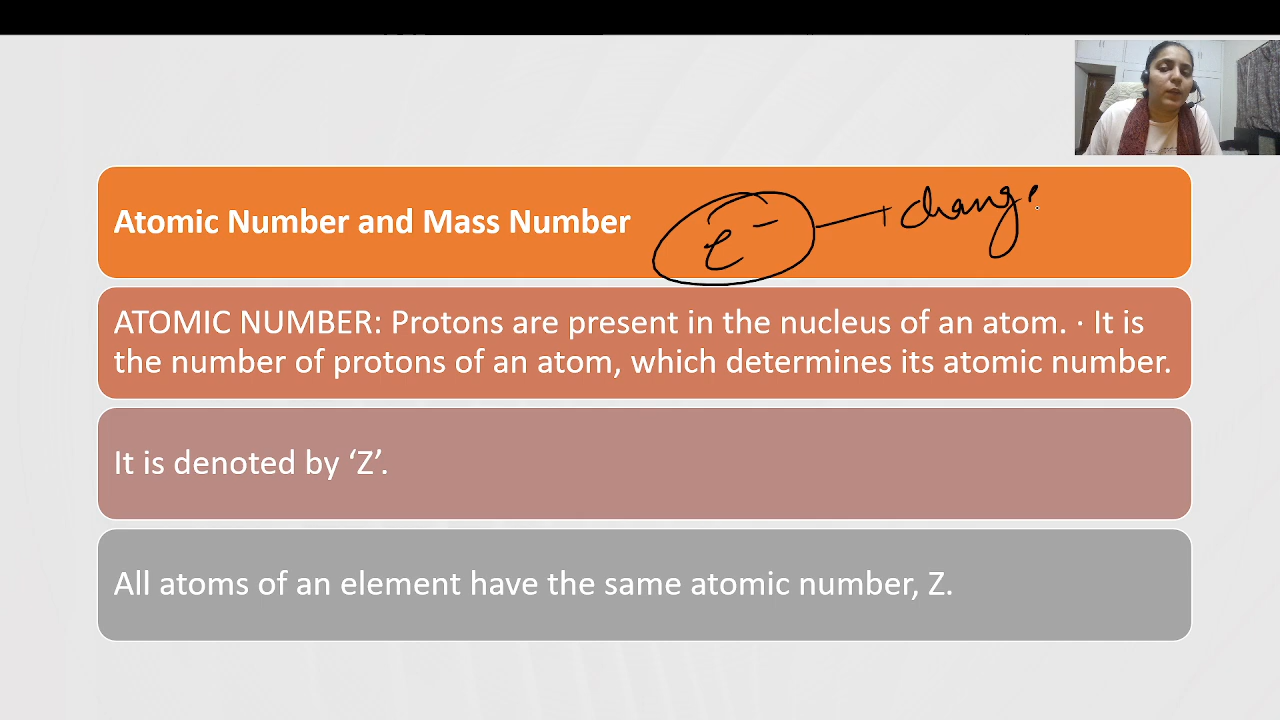 Atomic Number and Mass Number
e⁻ → change
ATOMIC NUMBER: Protons are present in the nucleus of an atom. · It is
the number of protons of an atom, which determines its atomic number.
It is denoted by ‘Z’.
All atoms of an element have the same atomic number, Z.